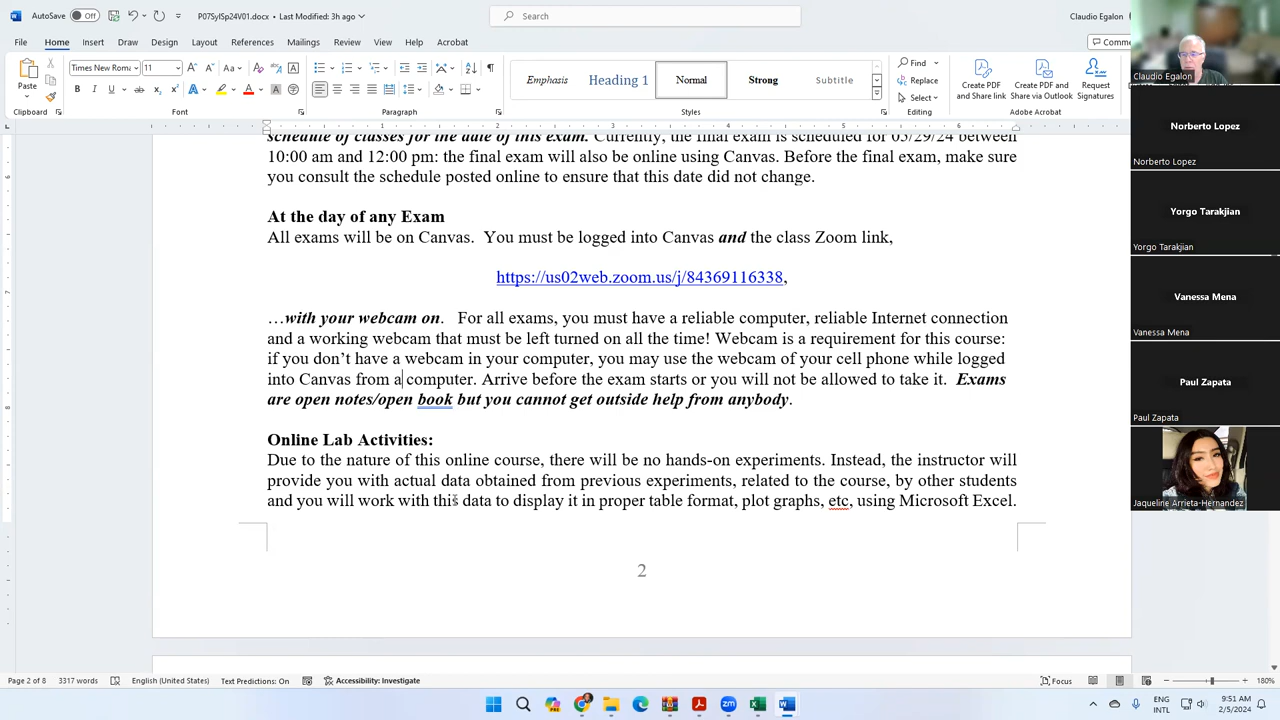 AutoSave Off P07SylSp24V01.docx • Last Modified: 3h ago Search Claudio Egalon
File Home Insert Draw Design Layout References Mailings Review View Help Acrobat Comme
Times New Roma 11 Emphasis Heading 1 Normal Strong Subtitle Find Replace Select
Paste Create PDF and Share link Create PDF and Share via Outlook Request Signatures
Clipboard Font Paragraph Styles Editing Adobe Acrobat
schedule of classes for the date of this exam. Currently, the final exam is scheduled for 05/29/24 between
10:00 am and 12:00 pm: the final exam will also be online using Canvas. Before the final exam, make sure
you consult the schedule posted online to ensure that this date did not change.
At the day of any Exam
All exams will be on Canvas. You must be logged into Canvas and the class Zoom link,
https://us02web.zoom.us/j/84369116338,
…with your webcam on. For all exams, you must have a reliable computer, reliable Internet connection
and a working webcam that must be left turned on all the time! Webcam is a requirement for this course:
if you don’t have a webcam in your computer, you may use the webcam of your cell phone while logged
into Canvas from a computer. Arrive before the exam starts or you will not be allowed to take it. Exams
are open notes/open book but you cannot get outside help from anybody.
Online Lab Activities:
Due to the nature of this online course, there will be no hands-on experiments. Instead, the instructor will
provide you with actual data obtained from previous experiments, related to the course, by other students
and you will work with this data to display it in proper table format, plot graphs, etc, using Microsoft Excel.
2
Page 2 of 8 3317 words English (United States) Text Predictions: On Accessibility: Investigate Focus 180%
ENG INTL 9:51 AM 2/5/2024
Claudio Egalon
Norberto Lopez
Norberto Lopez
Yorgo Tarakjian
Yorgo Tarakjian
Vanessa Mena
Vanessa Mena
Paul Zapata
Paul Zapata
Jaqueline Arrieta-Hernandez